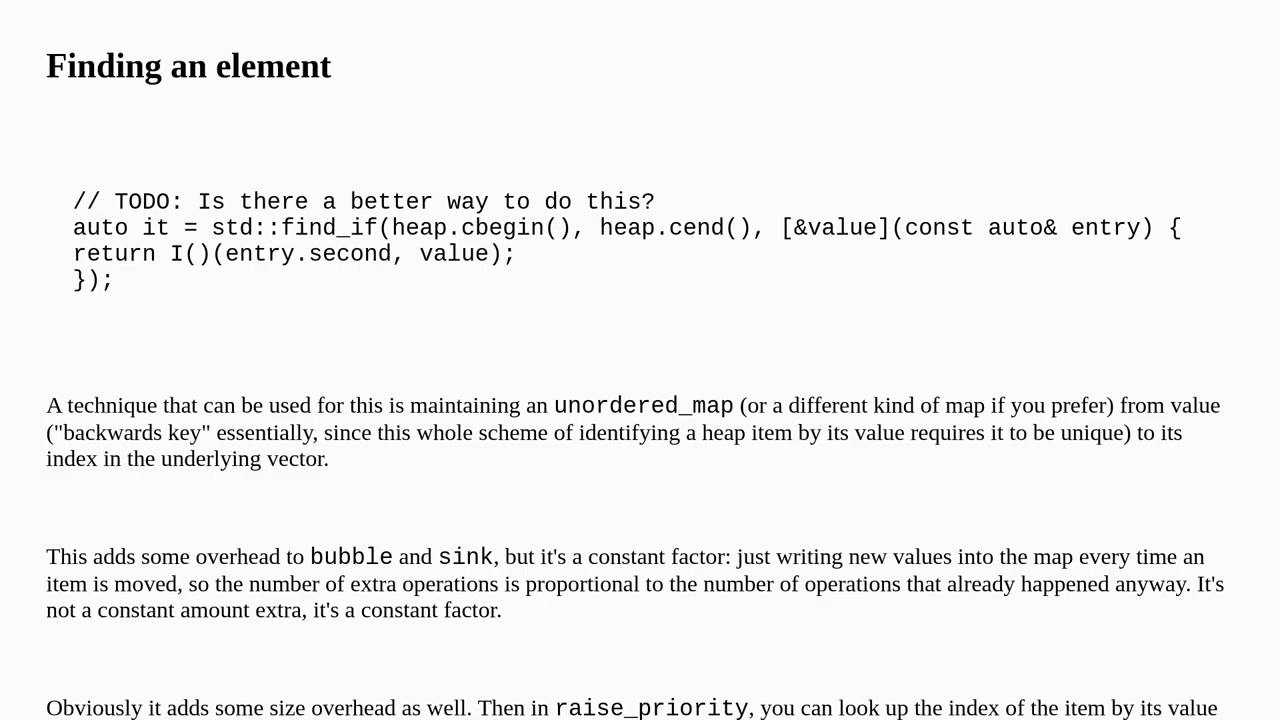 Finding an element
// TODO: Is there a better way to do this?
auto it = std::find_if(heap.cbegin(), heap.cend(), [&value](const auto& entry) {
return I()(entry.second, value);
});
A technique that can be used for this is maintaining an unordered_map (or a different kind of map if you prefer) from value
("backwards key" essentially, since this whole scheme of identifying a heap item by its value requires it to be unique) to its
index in the underlying vector.
This adds some overhead to bubble and sink, but it's a constant factor: just writing new values into the map every time an
item is moved, so the number of extra operations is proportional to the number of operations that already happened anyway. It's
not a constant amount extra, it's a constant factor.
Obviously it adds some size overhead as well. Then in raise_priority, you can look up the index of the item by its value